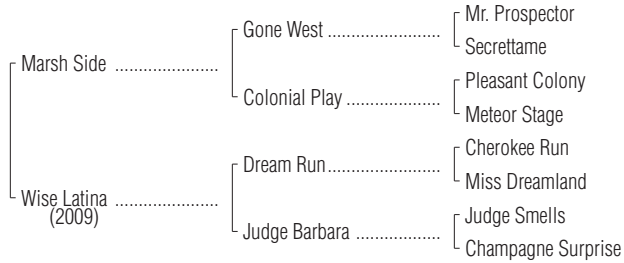 Mr. Prospector
Gone West ....................
Secrettame
Marsh Side ....................
Pleasant Colony
Colonial Play ....................
Meteor Stage
Cherokee Run
Dream Run ....................
Miss Dreamland
Wise Latina ....................
(2009)
Judge Smells
Judge Barbara ....................
Champagne Surprise